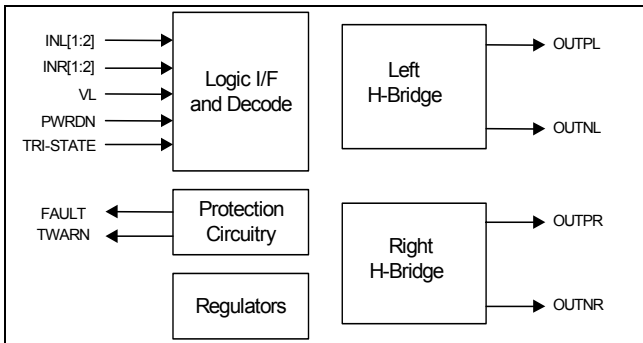 INL[1:2]
INR[1:2]
VL
PWRDN
TRI-STATE
Logic I/F
and Decode
FAULT
TWARN
Protection
Circuitry
Regulators
Left
H-Bridge
OUTPL
OUTNL
Right
H-Bridge
OUTPR
OUTNR